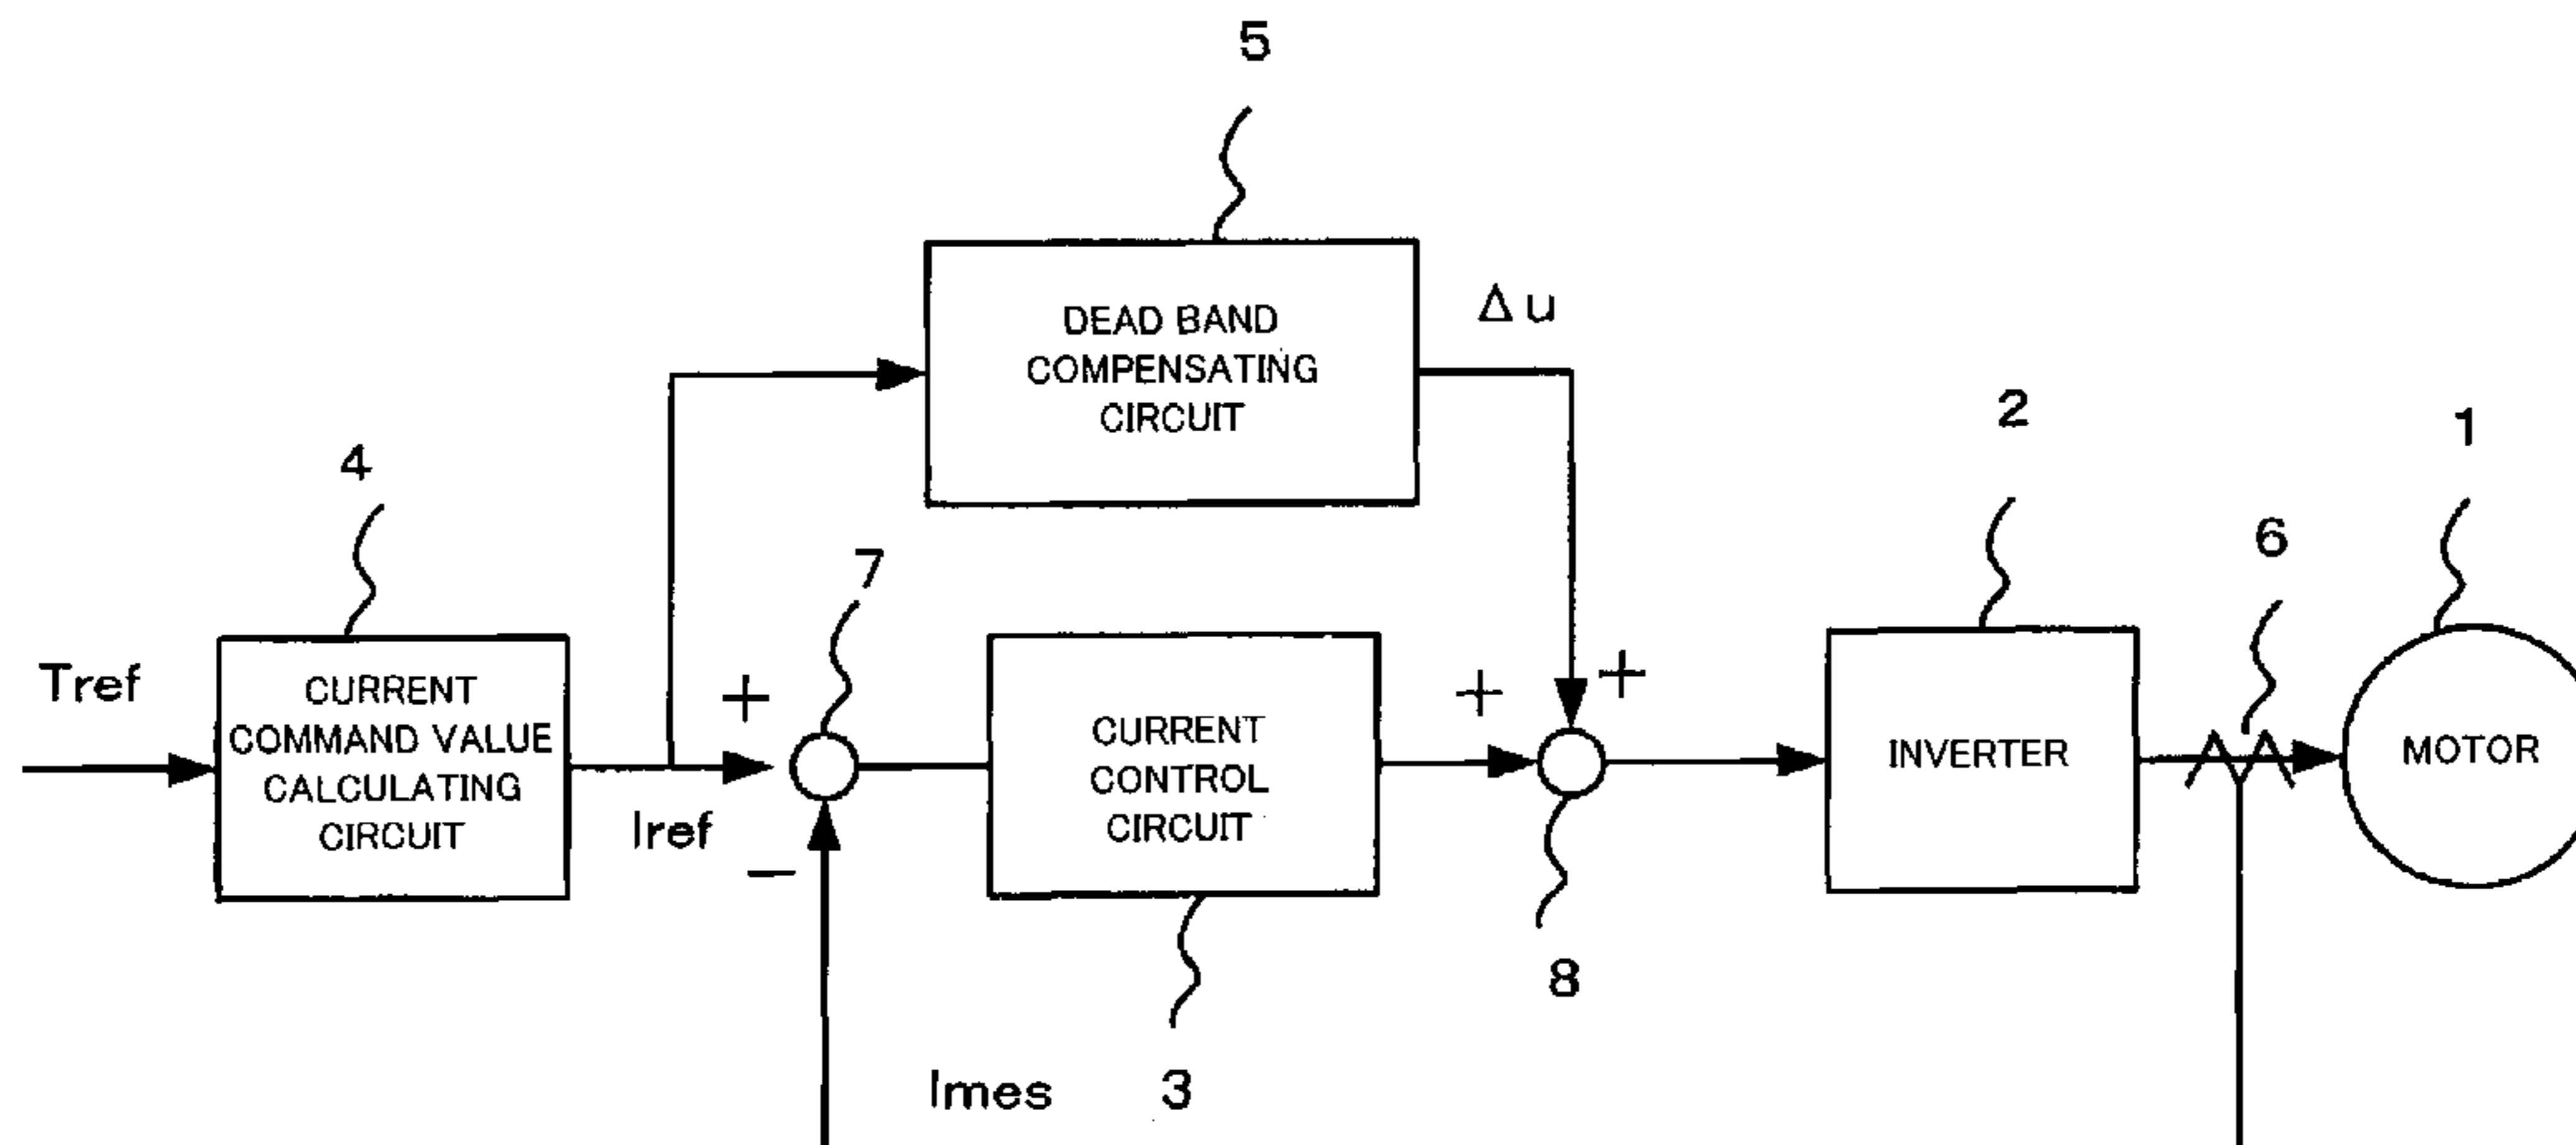 5
DEAD BAND
COMPENSATING
CIRCUIT
Δu
4
7
2
1
6
Tref
CURRENT
COMMAND VALUE
CALCULATING
CIRCUIT
+
Iref
−
CURRENT
CONTROL
CIRCUIT
+
+
INVERTER
MOTOR
8
Imes
3